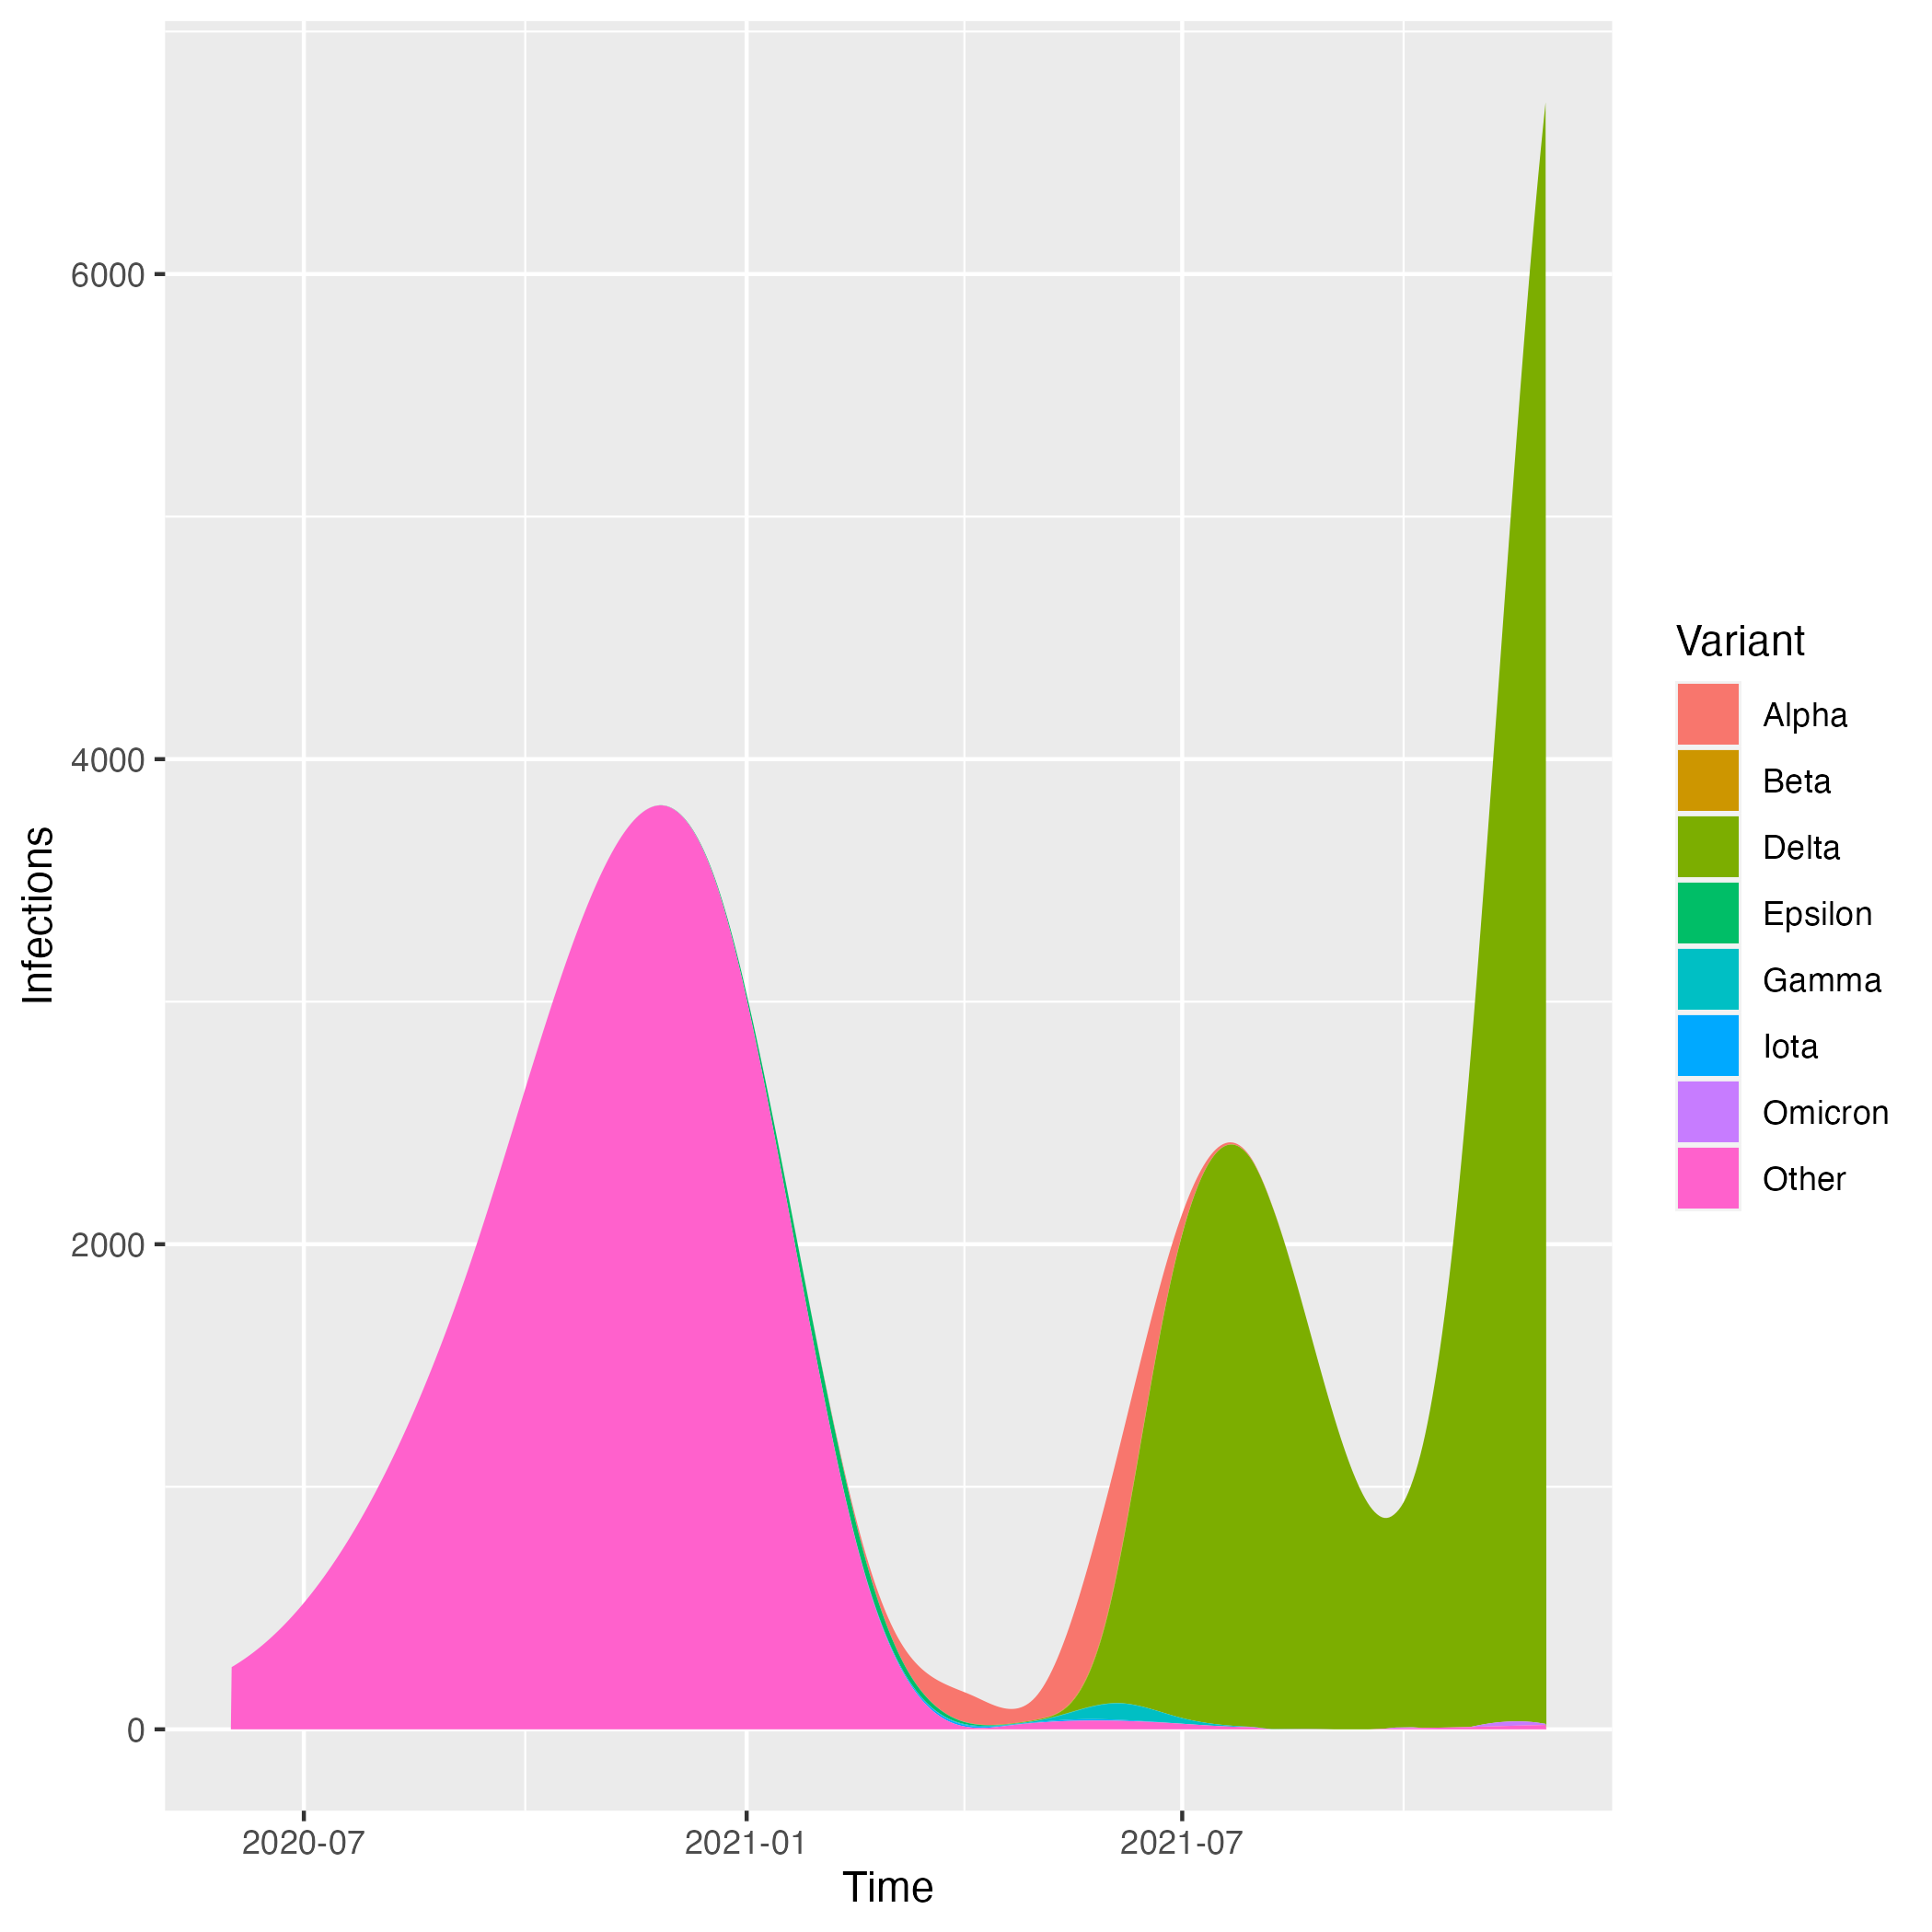 6000
4000
2000
0
Infections
2020-07
2021-01
2021-07
Time
Variant
Alpha
Beta
Delta
Epsilon
Gamma
Iota
Omicron
Other